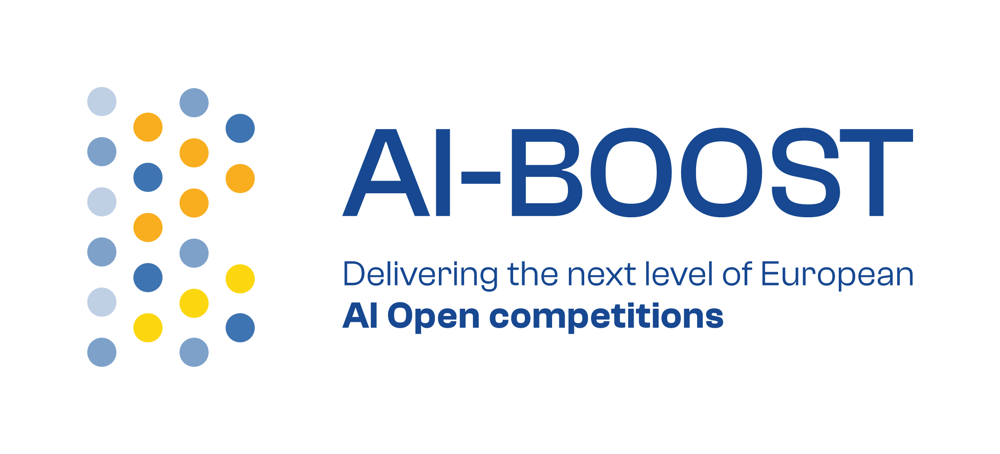 AI-BOOST
Delivering the next level of European
AI Open competitions